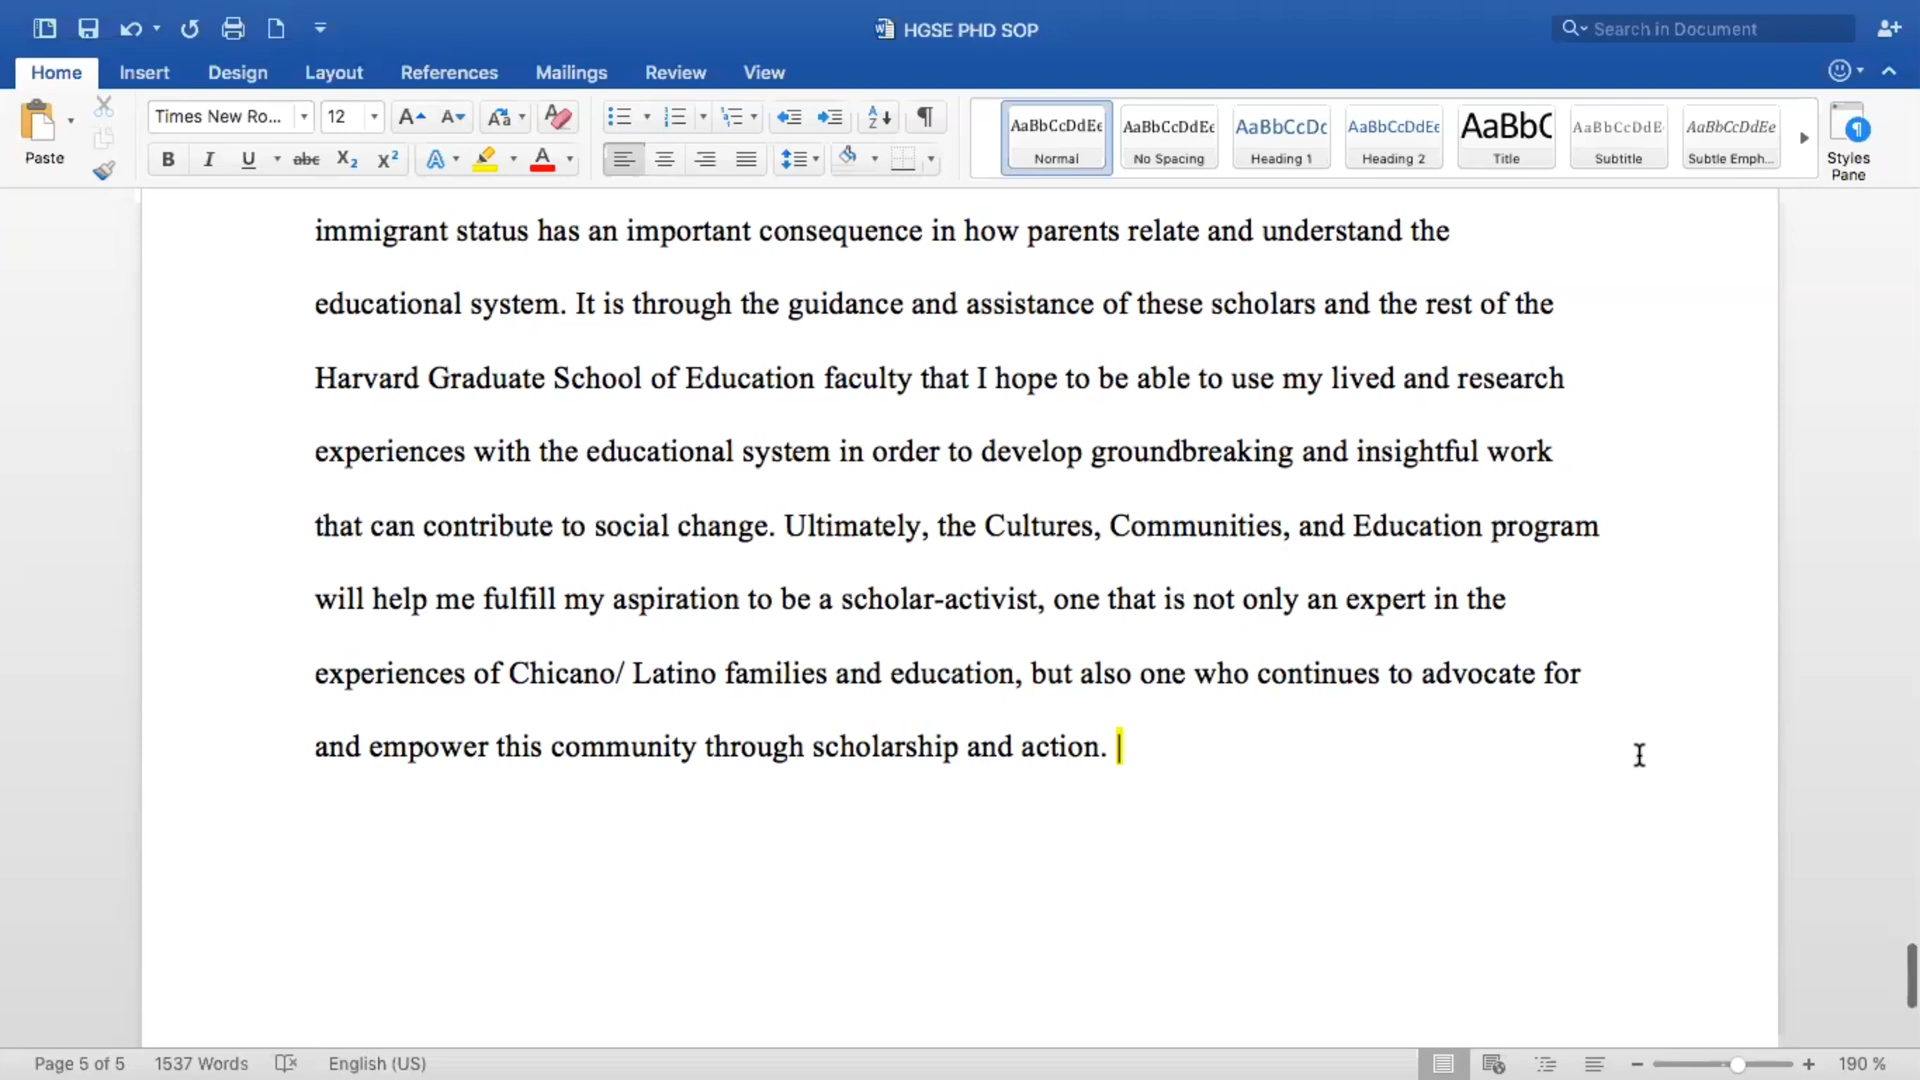 HGSE PHD SOP
Search in Document
Home Insert Design Layout References Mailings Review View
Paste
Times New Ro... 12
AaBbCcDdEe AaBbCcDdEe AaBbCcDc AaBbCcDdEe AaBbC AaBbCcDdE AaBbCcDdEe
Normal No Spacing Heading 1 Heading 2 Title Subtitle Subtle Emph...
Styles
Pane
immigrant status has an important consequence in how parents relate and understand the
educational system. It is through the guidance and assistance of these scholars and the rest of the
Harvard Graduate School of Education faculty that I hope to be able to use my lived and research
experiences with the educational system in order to develop groundbreaking and insightful work
that can contribute to social change. Ultimately, the Cultures, Communities, and Education program
will help me fulfill my aspiration to be a scholar-activist, one that is not only an expert in the
experiences of Chicano/ Latino families and education, but also one who continues to advocate for
and empower this community through scholarship and action.
Page 5 of 5 1537 Words English (US) 190 %